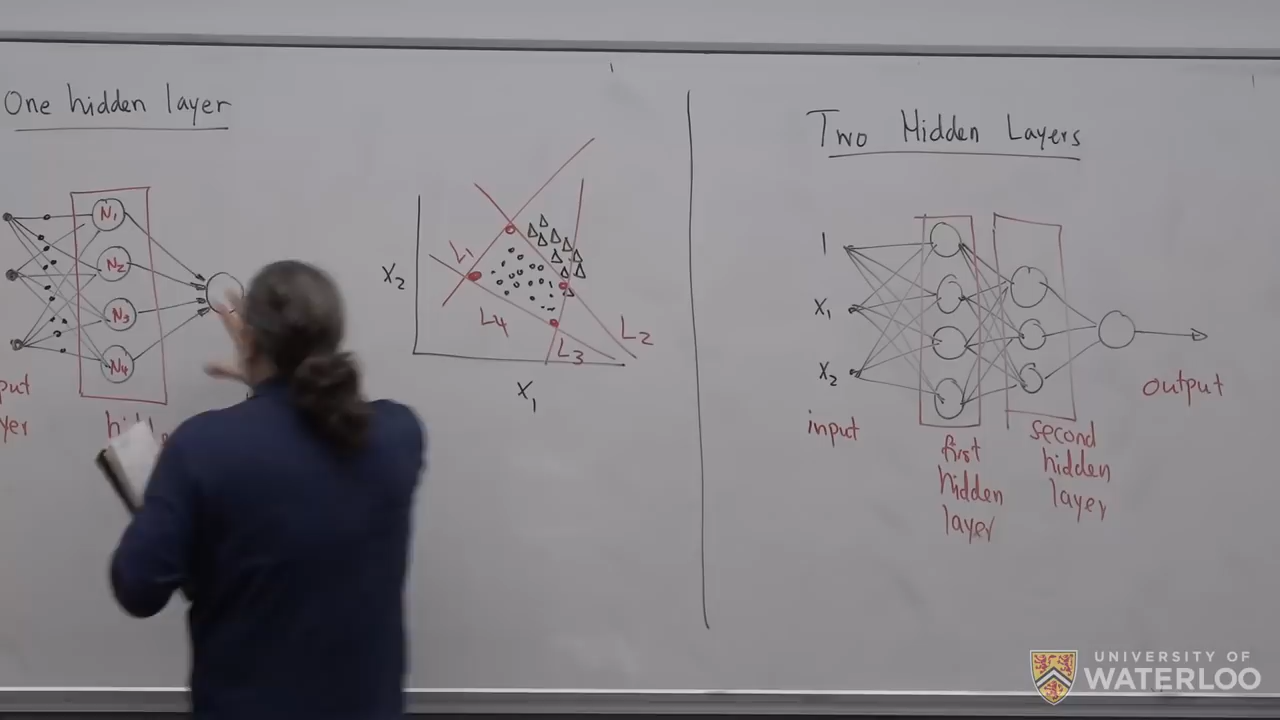 One hidden layer
N1
N2
N3
N4
put
yer
X2
L1
L4
L3
L2
X1
Two Hidden Layers
1
X1
X2
input
first
hidden
layer
second
hidden
layer
output
UNIVERSITY OF
WATERLOO